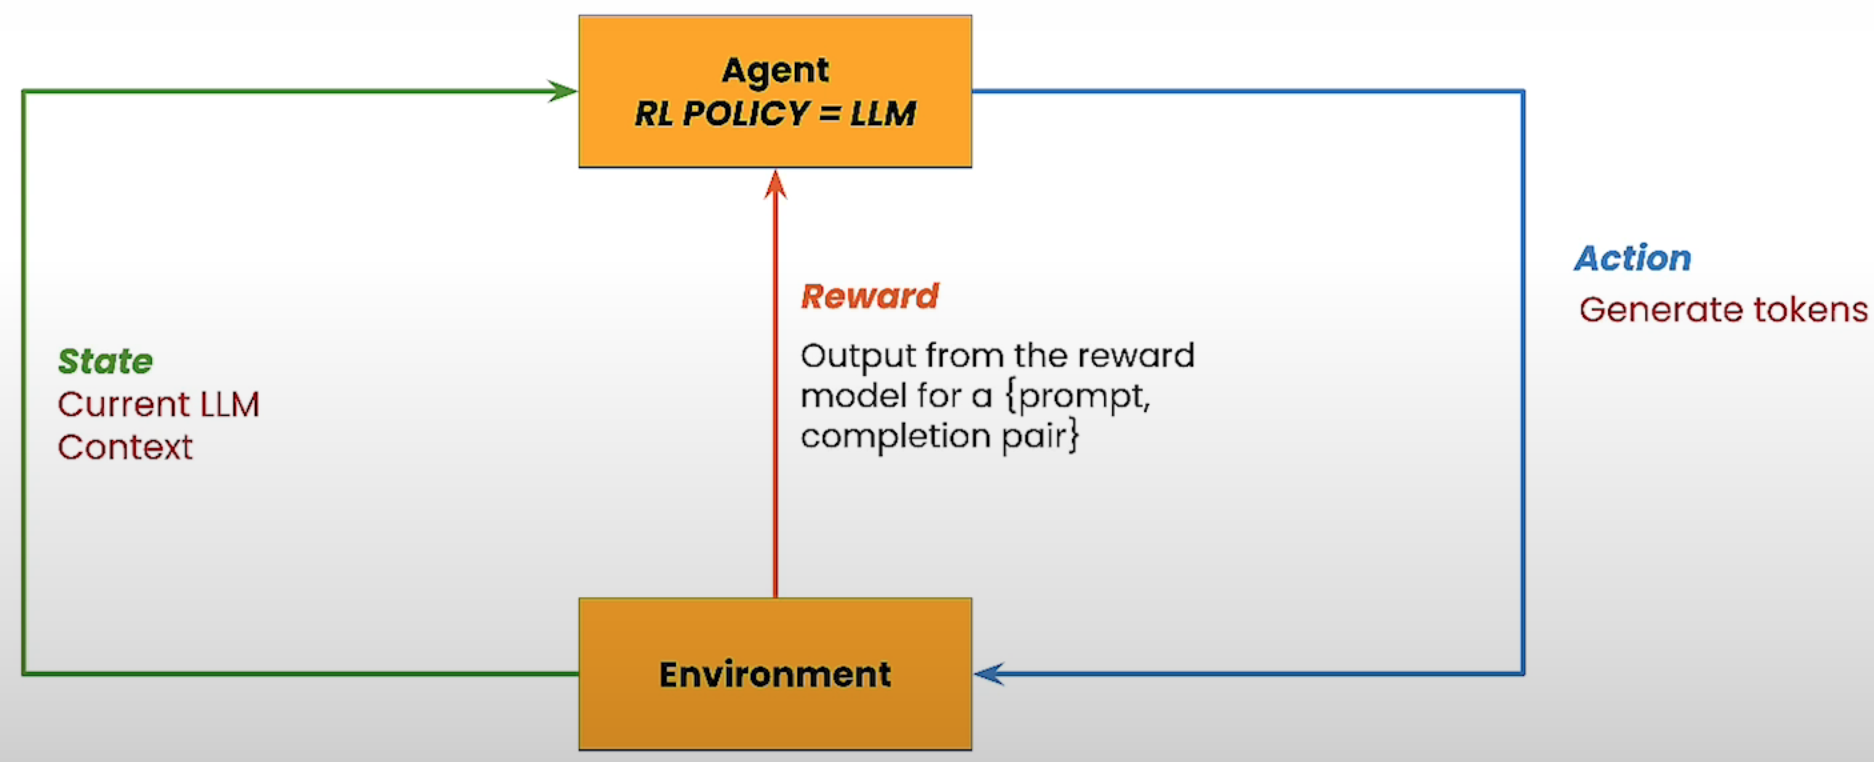 Agent
RL POLICY = LLM
Action
Generate tokens
Reward
Output from the reward
model for a {prompt,
completion pair}
State
Current LLM
Context
Environment